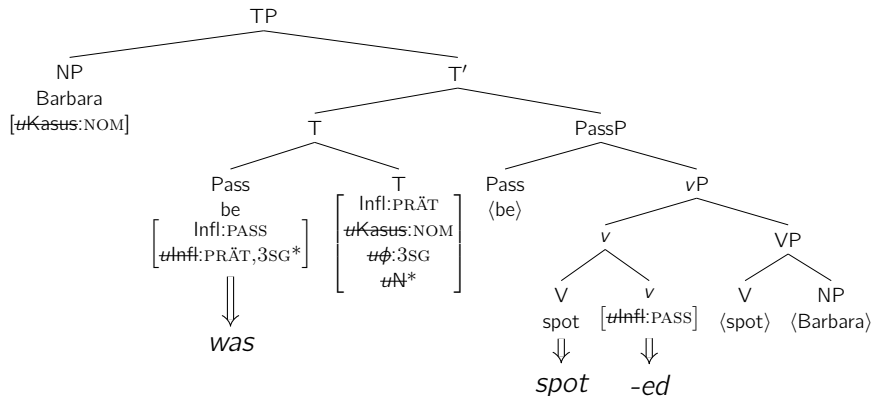 TP
NP T′
Barbara
[uKasus:NOM]
T PassP
Pass T Pass vP
be ⟨be⟩
[Infl:PASS
uInfl:PRÄT,3SG*]
[Infl:PRÄT
uKasus:NOM
uϕ:3SG
uN*]
v VP
V v V NP
spot [uInfl:PASS] ⟨spot⟩ ⟨Barbara⟩
was
spot -ed